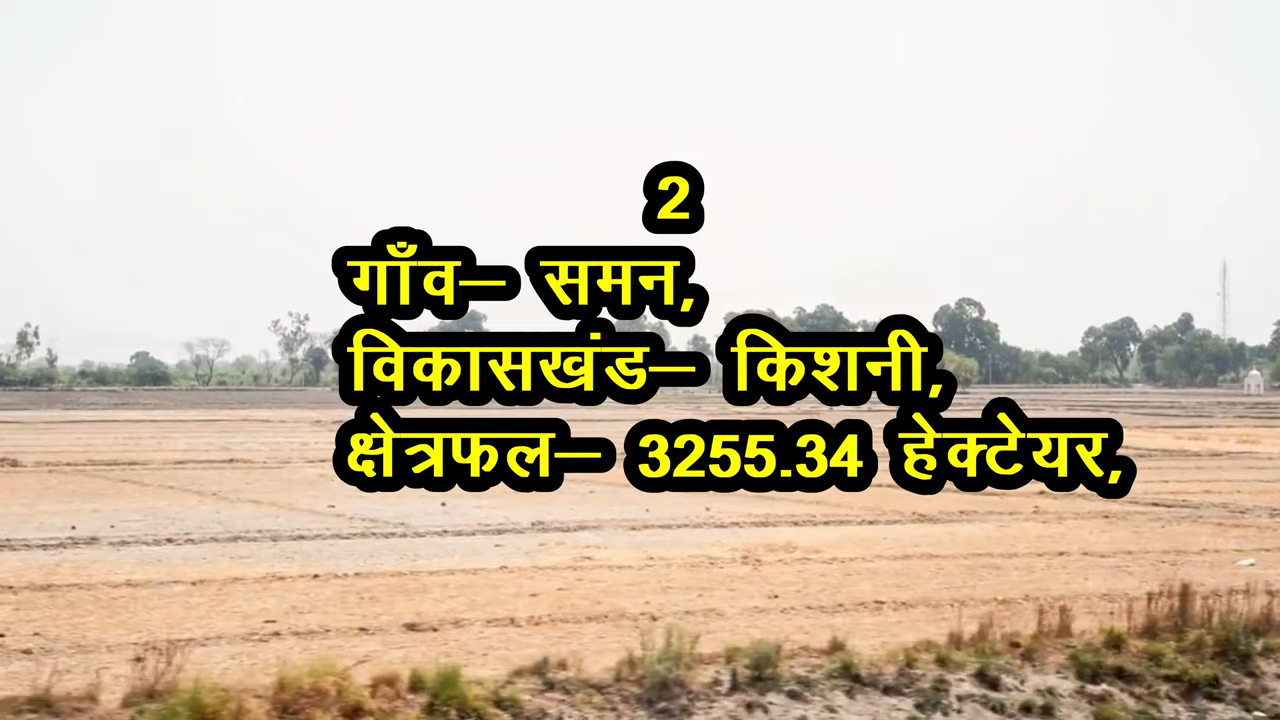 2
गाँव– समन,
विकासखंड– किशनी,
क्षेत्रफल– 3255.34 हेक्टेयर,